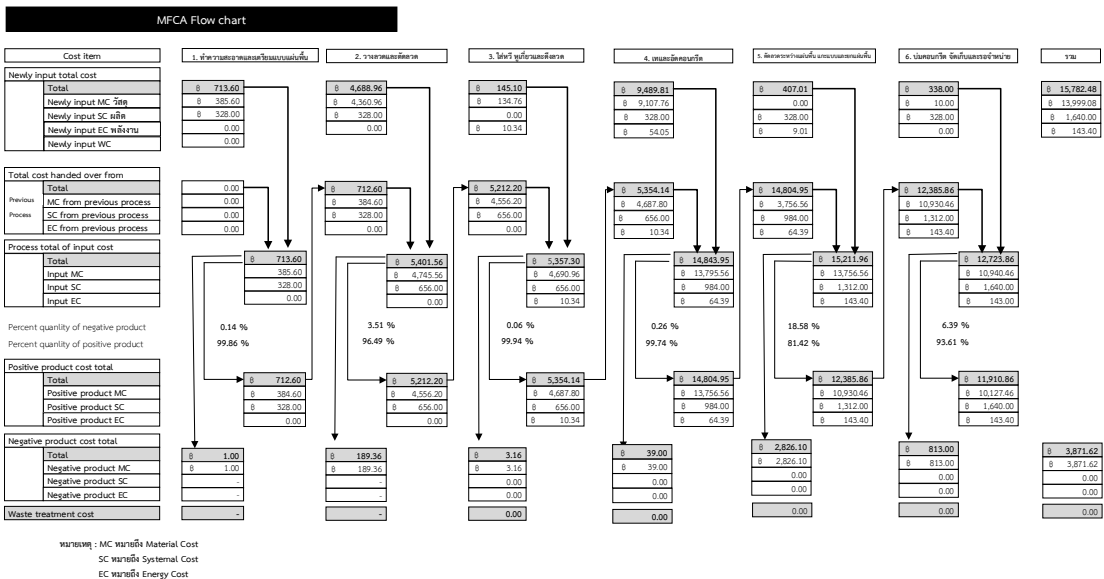 MFCA Flow chart
Cost item 1. ทำความสะอาดและเตรียมแบบแผ่นพื้น 2. วางลวดและตัดลวด 3. ใส่หวี หูเกี่ยวและดึงลวด 4. เทและอัดคอนกรีต 5. ตัดลวดระหว่างแผ่นพื้น แกะแบบและยกแผ่นพื้น 6. บ่มคอนกรีต จัดเก็บและรอจำหน่าย รวม
Newly input total cost
Total ฿ 713.60 ฿ 4,688.96 ฿ 145.10 ฿ 9,489.81 ฿ 407.01 ฿ 338.00 ฿ 15,782.48
Newly input MC วัสดุ ฿ 385.60 ฿ 4,360.96 ฿ 134.76 ฿ 9,107.76 0.00 ฿ 10.00 ฿ 13,999.08
Newly input SC ผลิต ฿ 328.00 ฿ 328.00 0.00 ฿ 328.00 ฿ 328.00 ฿ 328.00 ฿ 1,640.00
Newly input EC พลังงาน 0.00 0.00 ฿ 10.34 ฿ 54.05 ฿ 9.01 0.00 ฿ 143.40
Newly input WC 0.00
Total cost handed over from
Total 0.00 ฿ 712.60 ฿ 5,212.20 ฿ 5,354.14 ฿ 14,804.95 ฿ 12,385.86
Previous Process
MC from previous process 0.00 ฿ 384.60 ฿ 4,556.20 ฿ 4,687.80 ฿ 3,756.56 ฿ 10,930.46
SC from previous process 0.00 ฿ 328.00 ฿ 656.00 ฿ 656.00 ฿ 984.00 ฿ 1,312.00
EC from previous process 0.00 0.00 0.00 ฿ 10.34 ฿ 64.39 ฿ 143.40
Process total of input cost
Total ฿ 713.60 ฿ 5,401.56 ฿ 5,357.30 ฿ 14,843.95 ฿ 15,211.96 ฿ 12,723.86
Input MC 385.60 ฿ 4,745.56 ฿ 4,690.96 ฿ 13,795.56 ฿ 13,756.56 ฿ 10,940.46
Input SC 328.00 ฿ 656.00 ฿ 656.00 ฿ 984.00 ฿ 1,312.00 ฿ 1,640.00
Input EC 0.00 0.00 ฿ 10.34 ฿ 64.39 ฿ 143.40 ฿ 143.00
Percent quanlity of negative product 0.14 % 3.51 % 0.06 % 0.26 % 18.58 % 6.39 %
Percent quanlity of positive product 99.86 % 96.49 % 99.94 % 99.74 % 81.42 % 93.61 %
Positive product cost total
Total ฿ 712.60 ฿ 5,212.20 ฿ 5,354.14 ฿ 14,804.95 ฿ 12,385.86 ฿ 11,910.86
Positive product MC ฿ 384.60 ฿ 4,556.20 ฿ 4,687.80 ฿ 13,756.56 ฿ 10,930.46 ฿ 10,127.46
Positive product SC ฿ 328.00 ฿ 656.00 ฿ 656.00 ฿ 984.00 ฿ 1,312.00 ฿ 1,640.00
Positive product EC 0.00 0.00 ฿ 10.34 ฿ 64.39 ฿ 143.40 ฿ 143.40
Negative product cost total
Total ฿ 1.00 ฿ 189.36 ฿ 3.16 ฿ 39.00 ฿ 2,826.10 ฿ 813.00 ฿ 3,871.62
Negative product MC ฿ 1.00 189.36 ฿ 3.16 ฿ 39.00 ฿ 2,826.10 ฿ 813.00 ฿ 3,871.62
Negative product SC - - 0.00 0.00 0.00 0.00 0.00
Negative product EC - - 0.00 0.00 0.00 0.00 0.00
Waste treatment cost - - 0.00 0.00 0.00 0.00 0.00
หมายเหตุ : MC หมายถึง Material Cost
SC หมายถึง Systemal Cost
EC หมายถึง Energy Cost